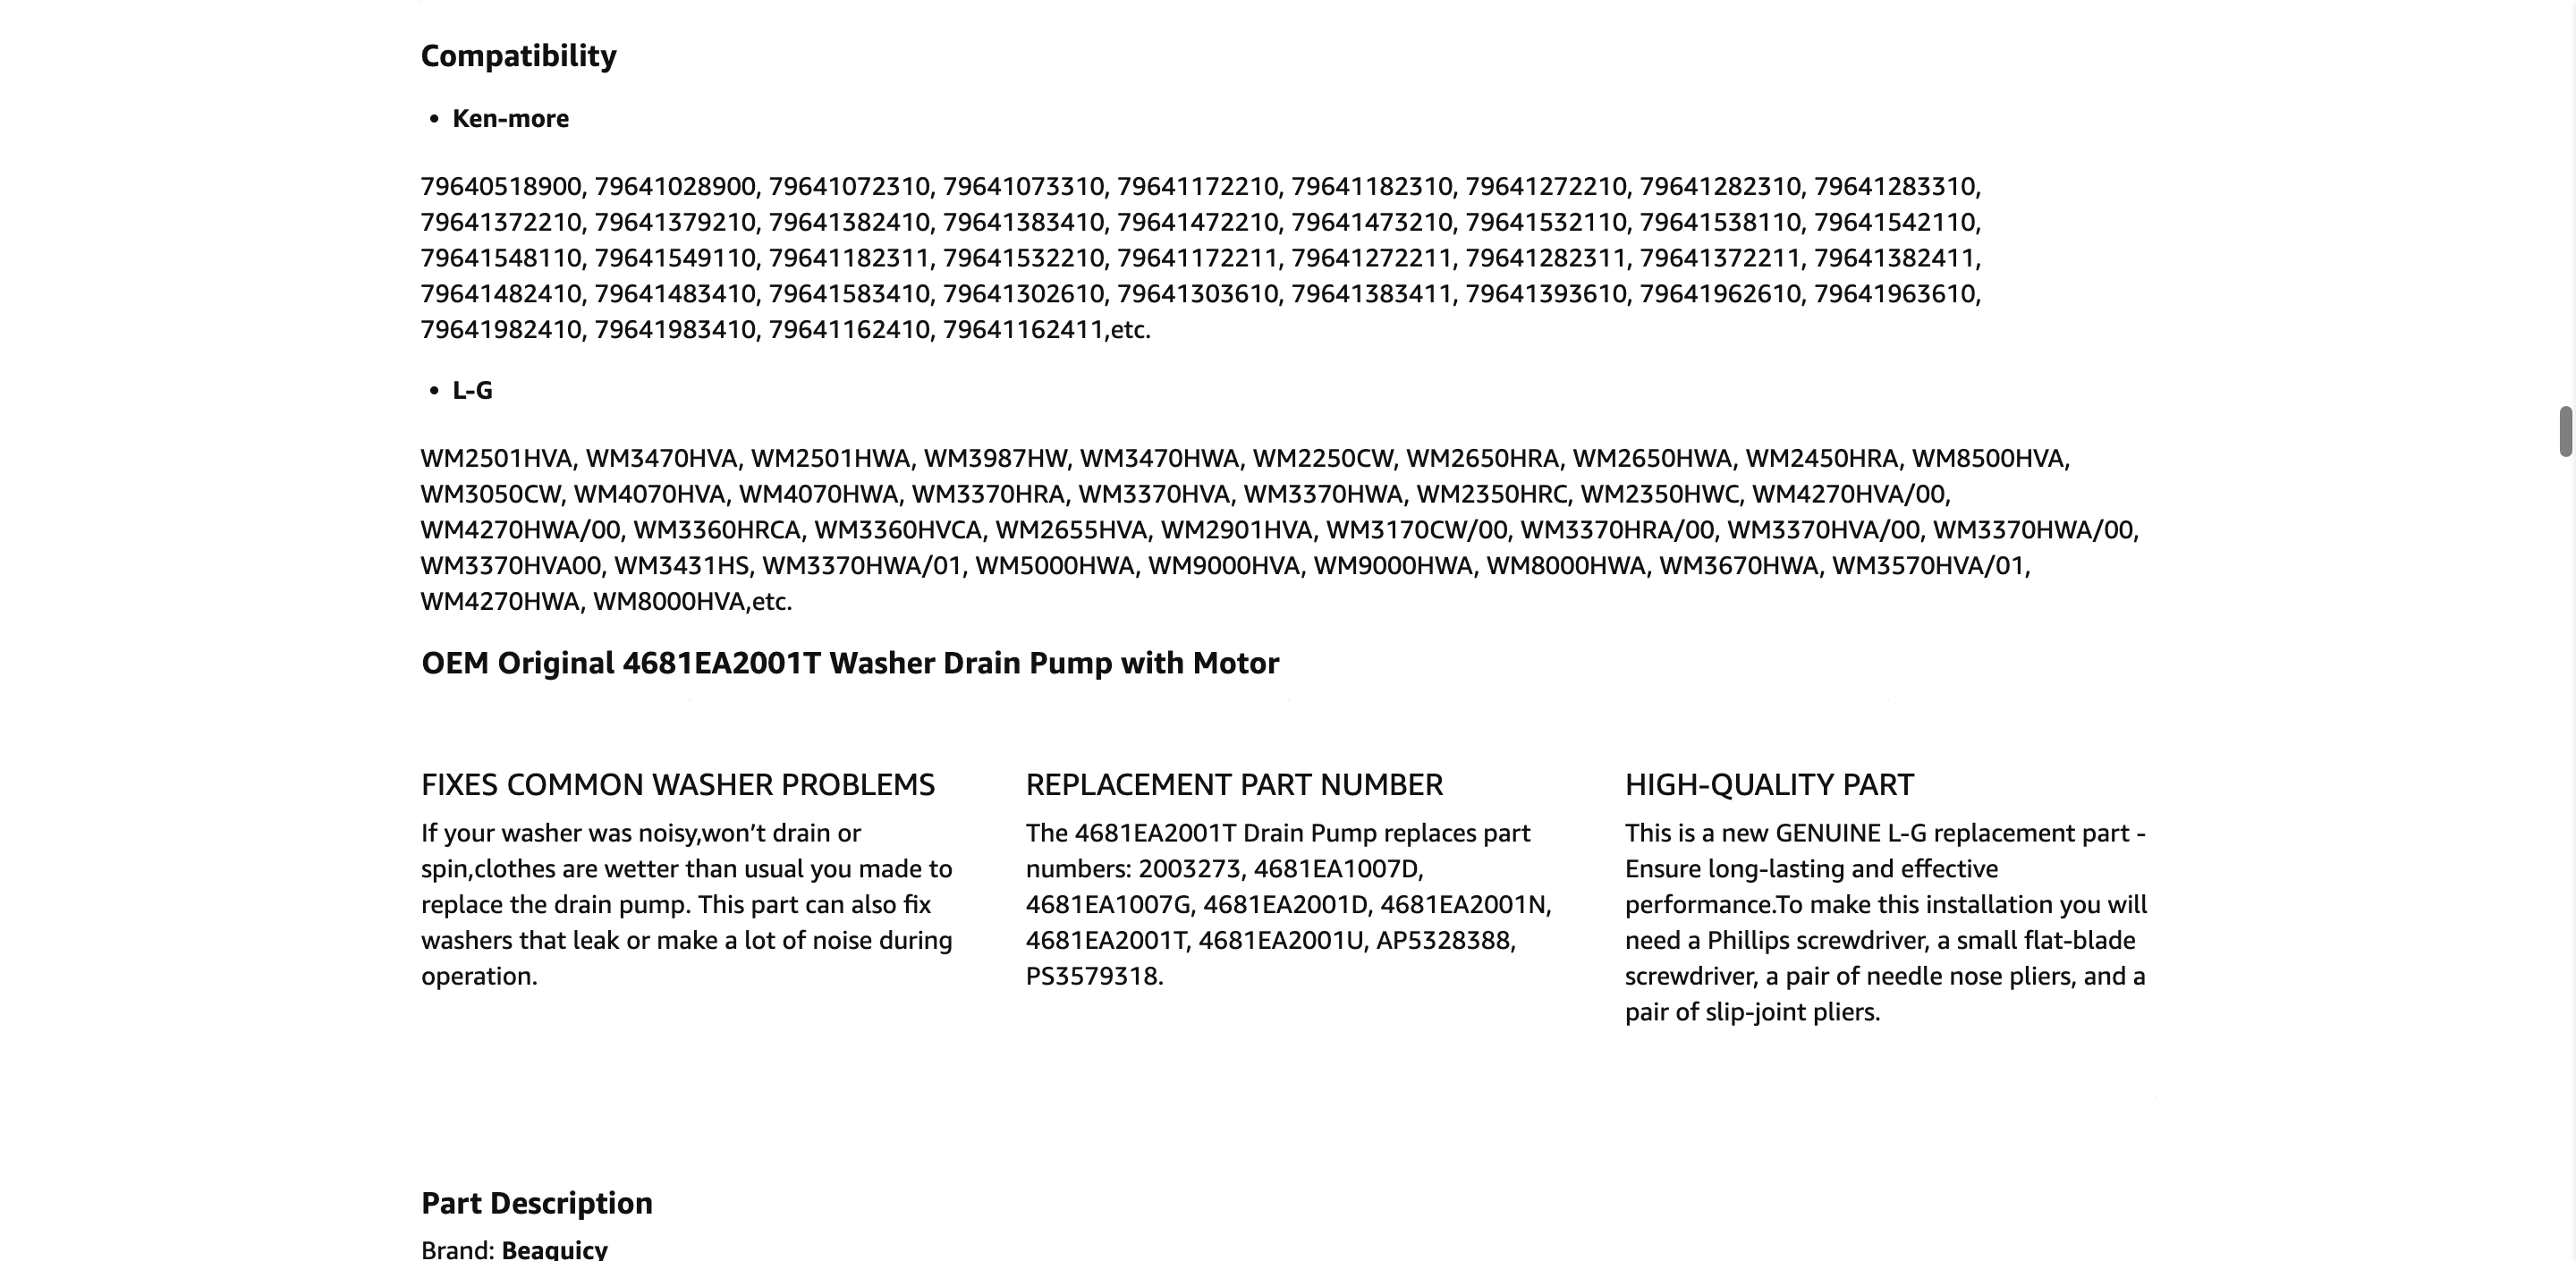 Compatibility
• Ken-more
79640518900, 79641028900, 79641072310, 79641073310, 79641172210, 79641182310, 79641272210, 79641282310, 79641283310,
79641372210, 79641379210, 79641382410, 79641383410, 79641472210, 79641473210, 79641532110, 79641538110, 79641542110,
79641548110, 79641549110, 79641182311, 79641532210, 79641172211, 79641272211, 79641282311, 79641372211, 79641382411,
79641482410, 79641483410, 79641583410, 79641302610, 79641303610, 79641383411, 79641393610, 79641962610, 79641963610,
79641982410, 79641983410, 79641162410, 79641162411,etc.
• L-G
WM2501HVA, WM3470HVA, WM2501HWA, WM3987HW, WM3470HWA, WM2250CW, WM2650HRA, WM2650HWA, WM2450HRA, WM8500HVA,
WM3050CW, WM4070HVA, WM4070HWA, WM3370HRA, WM3370HVA, WM3370HWA, WM2350HRC, WM2350HWC, WM4270HVA/00,
WM4270HWA/00, WM3360HRCA, WM3360HVCA, WM2655HVA, WM2901HVA, WM3170CW/00, WM3370HRA/00, WM3370HVA/00, WM3370HWA/00,
WM3370HVA00, WM3431HS, WM3370HWA/01, WM5000HWA, WM9000HVA, WM9000HWA, WM8000HWA, WM3670HWA, WM3570HVA/01,
WM4270HWA, WM8000HVA,etc.
OEM Original 4681EA2001T Washer Drain Pump with Motor
FIXES COMMON WASHER PROBLEMS
If your washer was noisy,won’t drain or
spin,clothes are wetter than usual you made to
replace the drain pump. This part can also fix
washers that leak or make a lot of noise during
operation.
REPLACEMENT PART NUMBER
The 4681EA2001T Drain Pump replaces part
numbers: 2003273, 4681EA1007D,
4681EA1007G, 4681EA2001D, 4681EA2001N,
4681EA2001T, 4681EA2001U, AP5328388,
PS3579318.
HIGH-QUALITY PART
This is a new GENUINE L-G replacement part -
Ensure long-lasting and effective
performance.To make this installation you will
need a Phillips screwdriver, a small flat-blade
screwdriver, a pair of needle nose pliers, and a
pair of slip-joint pliers.
Part Description
Brand: Beaquicy